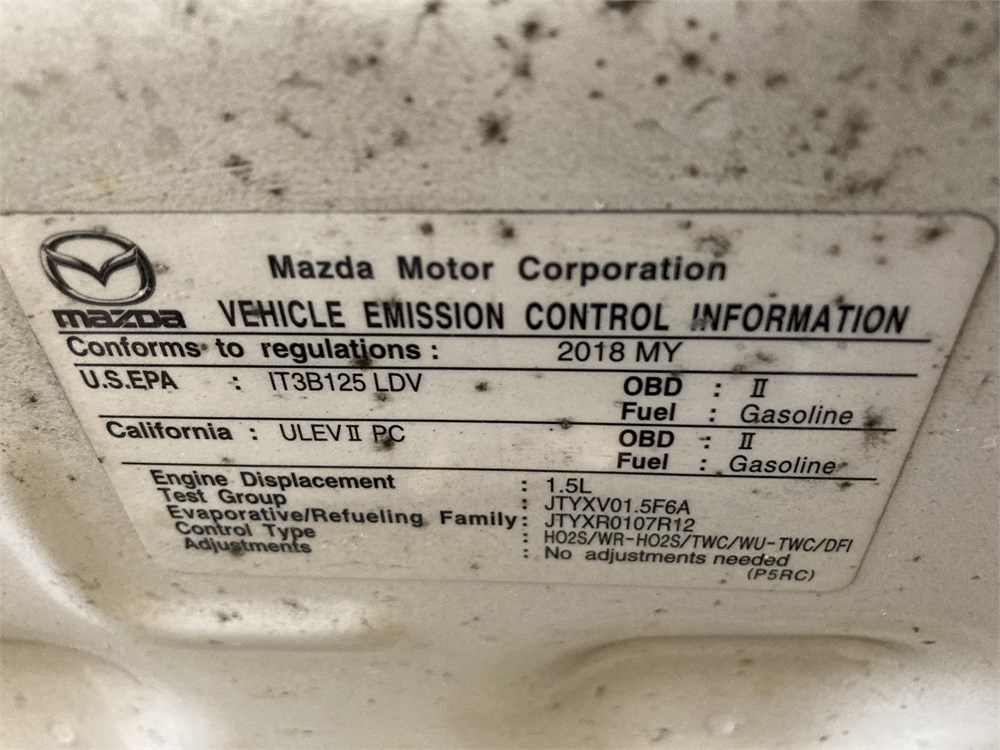 Mazda Motor Corporation
mazda VEHICLE EMISSION CONTROL INFORMATION
Conforms to regulations : 2018 MY
U.S.EPA : IT3B125 LDV OBD : II
Fuel : Gasoline
California : ULEV II PC OBD : II
Fuel : Gasoline
Engine Displacement : 1.5L
Test Group : JTYXV01.5F6A
Evaporative/Refueling Family : JTYXR0107R12
Control Type : HO2S/WR-HO2S/TWC/WU-TWC/DFI
Adjustments : No adjustments needed
(P5RC)